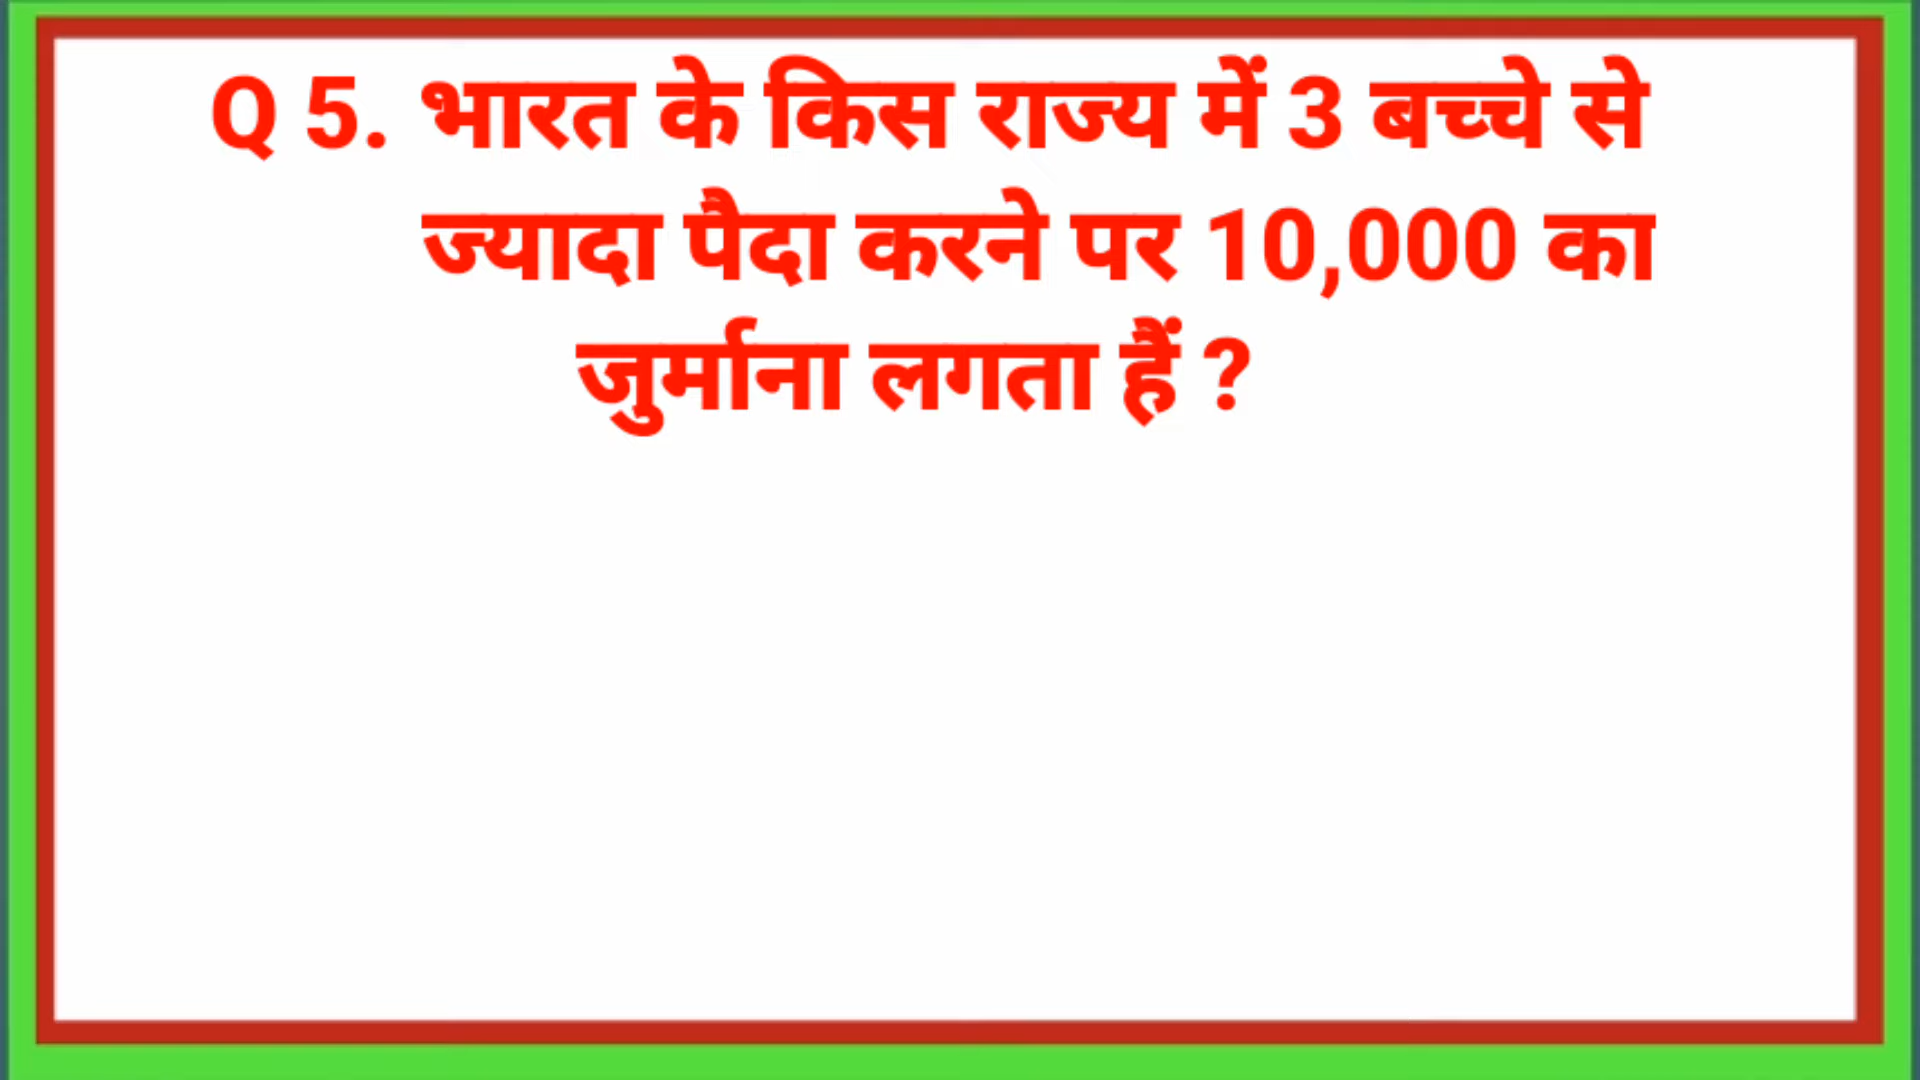 Q 5. भारत के किस राज्य में 3 बच्चे से
ज्यादा पैदा करने पर 10,000 का
जुर्माना लगता हैं ?